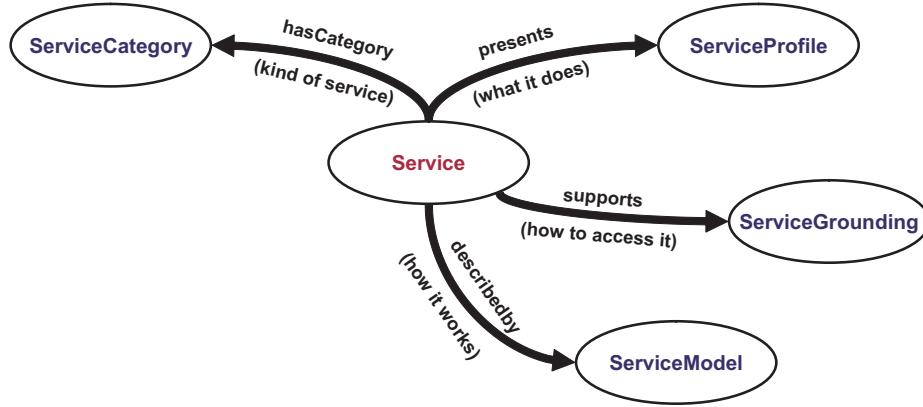 hasCategory
presents
ServiceCategory
ServiceProfile
(kind of service)
(what it does)
Service
supports
ServiceGrounding
(how to access it)
describedby
(how it works)
ServiceModel